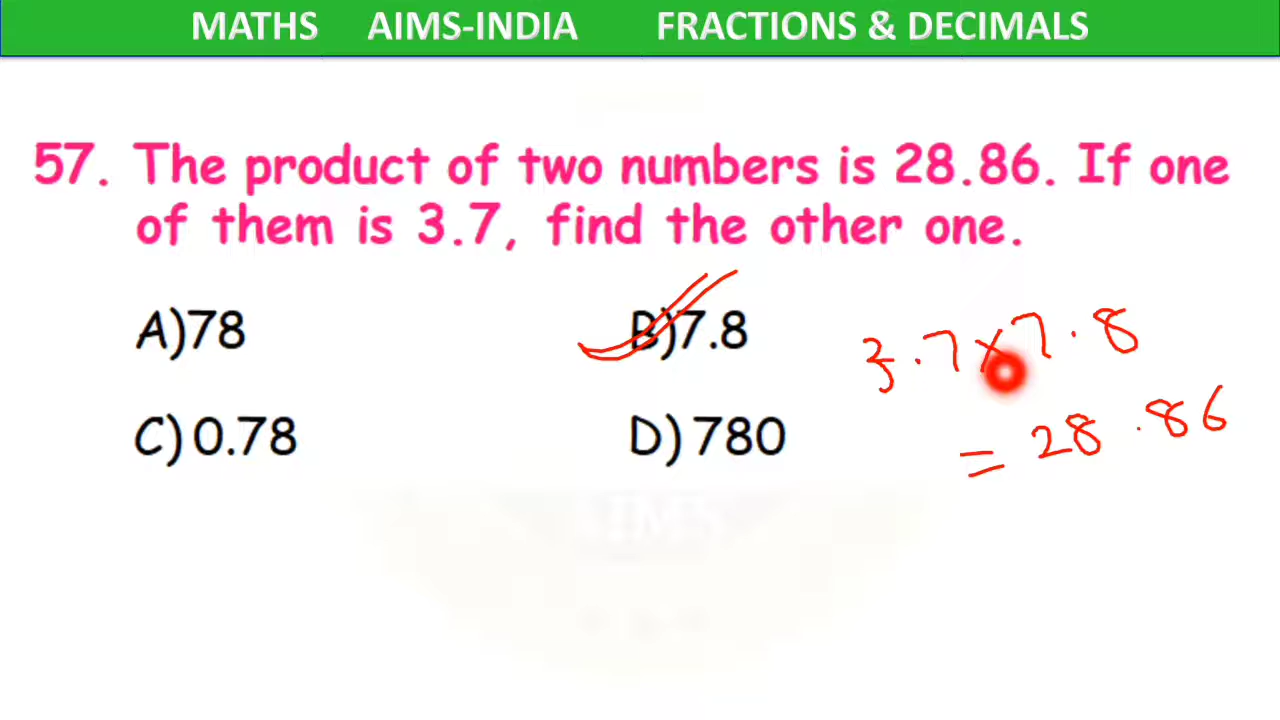 MATHS AIMS-INDIA FRACTIONS & DECIMALS
57. The product of two numbers is 28.86. If one
of them is 3.7, find the other one.
A)78 B)7.8
C) 0.78 D) 780
3.7×7.8
= 28.86
AIMS